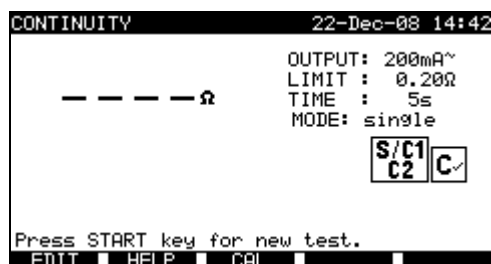 CONTINUITY 22-Dec-08 14:42
OUTPUT: 200mA~
LIMIT : 0.20Ω
TIME : 5s
MODE: single
– – – – Ω
S/C1
C2
C✓
Press START key for new test.
EDIT HELP CAL